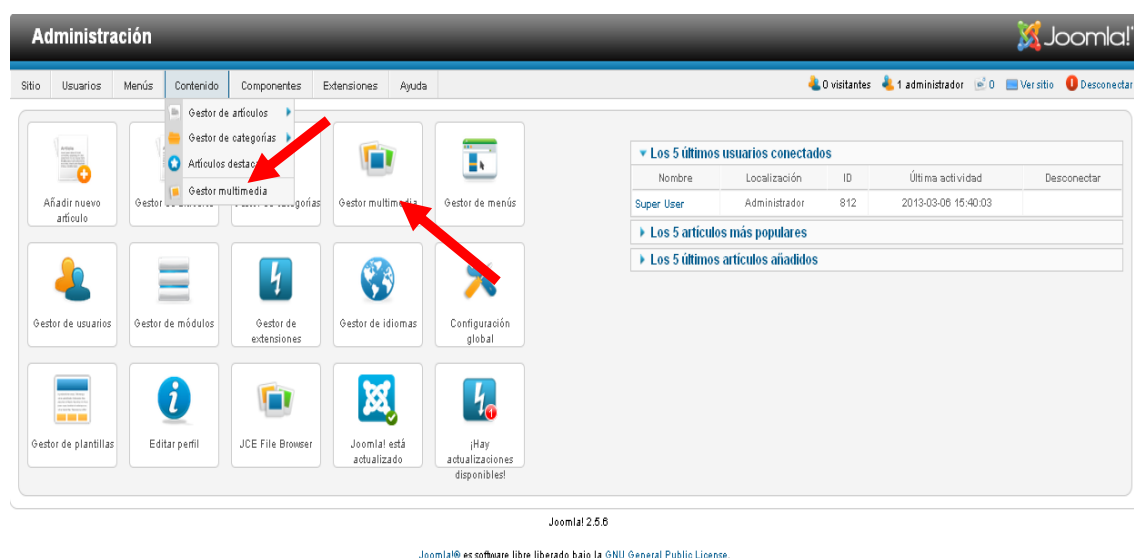 Administración
Joomla!
Sitio Usuarios Menús Contenido Componentes Extensiones Ayuda
0 visitantes 1 administrador 0 Ver sitio Desconectar
Gestor de artículos
Gestor de categorías
Artículos
Gestor multimedia
Añadir nuevo
artículo
Gestor
Gestor multimedia
Gestor de menús
Gestor de usuarios
Gestor de módulos
Gestor de
extensiones
Gestor de idiomas
Configuración
global
Gestor de plantillas
Editar perfil
JCE File Browser
Joomla! está
actualizado
1
¡Hay
actualizaciones
disponibles!
Los 5 últimos usuarios conectados
Nombre Localización ID Última actividad Desconectar
Super User Administrador 812 2013-03-06 15:40:03
Los 5 artículos más populares
Los 5 últimos artículos añadidos
Joomla! 2.5.6
Joomla!® es software libre liberado bajo la GNU General Public License.